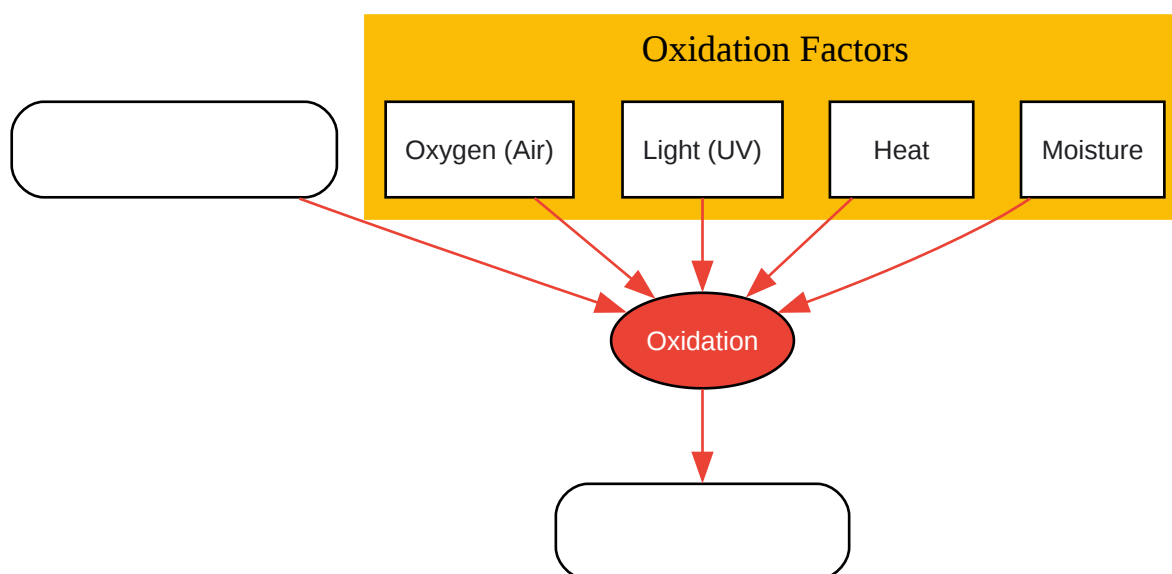 Oxidation Factors
Oxygen (Air)
Light (UV)
Heat
Moisture
Oxidation